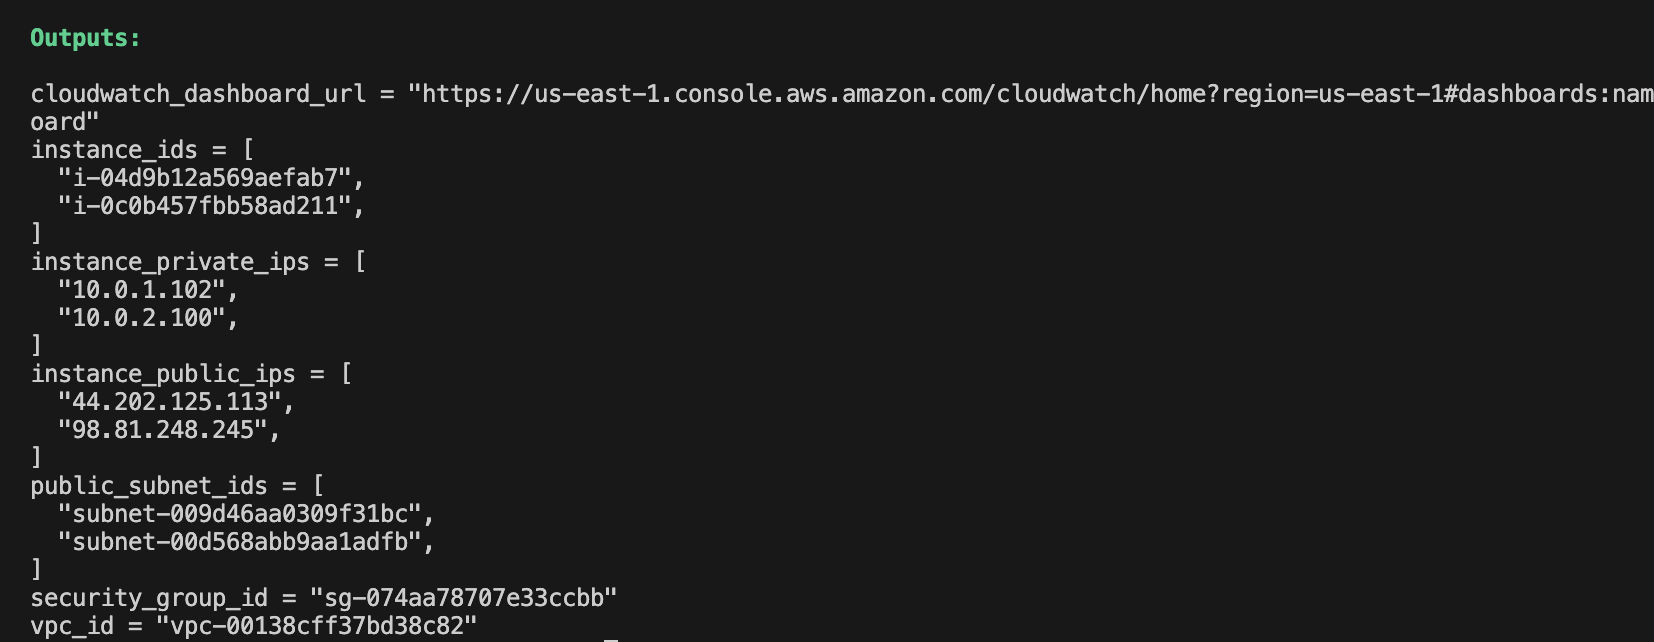 Outputs:
cloudwatch_dashboard_url = "https://us-east-1.console.aws.amazon.com/cloudwatch/home?region=us-east-1#dashboards:nam
oard"
instance_ids = [
  "i-04d9b12a569aefab7",
  "i-0c0b457fbb58ad211",
]
instance_private_ips = [
  "10.0.1.102",
  "10.0.2.100",
]
instance_public_ips = [
  "44.202.125.113",
  "98.81.248.245",
]
public_subnet_ids = [
  "subnet-009d46aa0309f31bc",
  "subnet-00d568abb9aa1adfb",
]
security_group_id = "sg-074aa78707e33ccbb"
vpc_id = "vpc-00138cff37bd38c82"